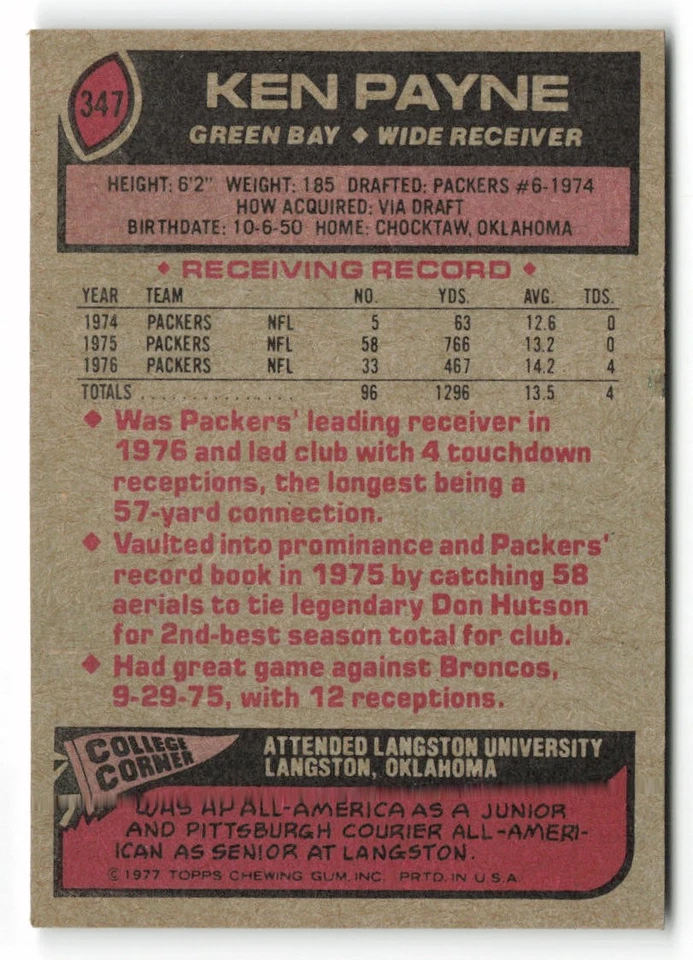 347
KEN PAYNE
GREEN BAY ♦ WIDE RECEIVER
HEIGHT: 6'2" WEIGHT: 185 DRAFTED: PACKERS #6-1974
HOW ACQUIRED: VIA DRAFT
BIRTHDATE: 10-6-50 HOME: CHOCKTAW, OKLAHOMA
♦ RECEIVING RECORD ♦
YEAR TEAM NO. YDS. AVG. TDS.
1974 PACKERS NFL 5 63 12.6 0
1975 PACKERS NFL 58 766 13.2 0
1976 PACKERS NFL 33 467 14.2 4
TOTALS .............. 96 1296 13.5 4
♦ Was Packers' leading receiver in
1976 and led club with 4 touchdown
receptions, the longest being a
57-yard connection.
♦ Vaulted into prominance and Packers'
record book in 1975 by catching 58
aerials to tie legendary Don Hutson
for 2nd-best season total for club.
♦ Had great game against Broncos,
9-29-75, with 12 receptions.
COLLEGE
CORNER
ATTENDED LANGSTON UNIVERSITY
LANGSTON, OKLAHOMA
WAS AP ALL-AMERICA AS A JUNIOR
AND PITTSBURGH COURIER ALL-AMERI-
ICAN AS SENIOR AT LANGSTON.
© 1977 TOPPS CHEWING GUM, INC. PRTD. IN U.S.A.